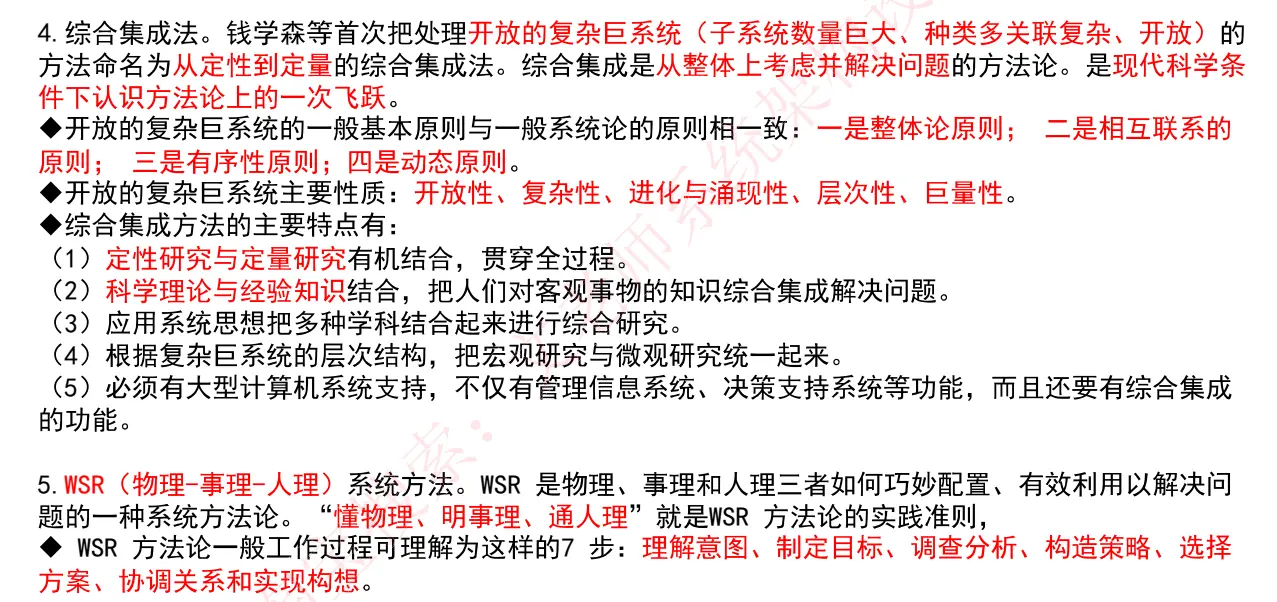 4.综合集成法。钱学森等首次把处理开放的复杂巨系统（子系统数量巨大、种类多关联复杂、开放）的
方法命名为从定性到定量的综合集成法。综合集成是从整体上考虑并解决问题的方法论。是现代科学条
件下认识方法论上的一次飞跃。
◆开放的复杂巨系统的一般基本原则与一般系统论的原则相一致：一是整体论原则； 二是相互联系的
原则； 三是有序性原则；四是动态原则。
◆开放的复杂巨系统主要性质：开放性、复杂性、进化与涌现性、层次性、巨量性。
◆综合集成方法的主要特点有：
（1）定性研究与定量研究有机结合，贯穿全过程。
（2）科学理论与经验知识结合，把人们对客观事物的知识综合集成解决问题。
（3）应用系统思想把多种学科结合起来进行综合研究。
（4）根据复杂巨系统的层次结构，把宏观研究与微观研究统一起来。
（5）必须有大型计算机系统支持，不仅有管理信息系统、决策支持系统等功能，而且还要有综合集成
的功能。
5.WSR（物理-事理-人理）系统方法。WSR 是物理、事理和人理三者如何巧妙配置、有效利用以解决问
题的一种系统方法论。“懂物理、明事理、通人理”就是WSR 方法论的实践准则，
◆ WSR 方法论一般工作过程可理解为这样的7 步：理解意图、制定目标、调查分析、构造策略、选择
方案、协调关系和实现构想。